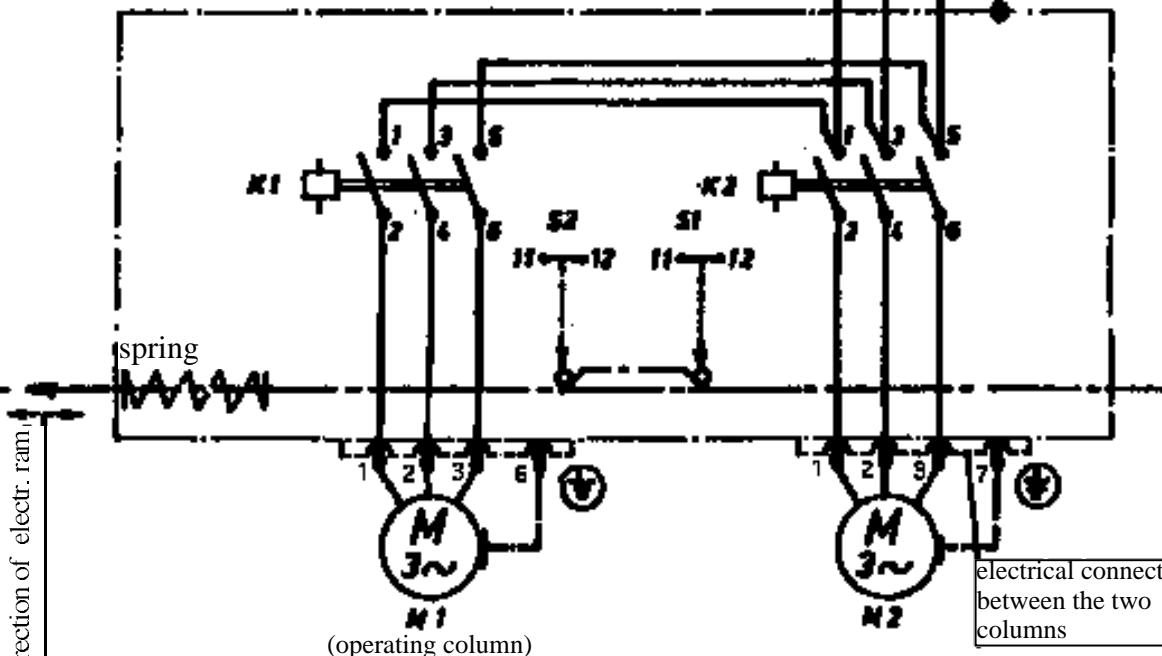 1 3 5 1 3 5
K1 K2
2 4 6 2 4 6
S2 S1
11 12 11 12
spring
rection of electr. ram
1 2 3 6 1 2 3 7
M M
3~ 3~
M1 M2
(operating column)
electrical connect
between the two
columns